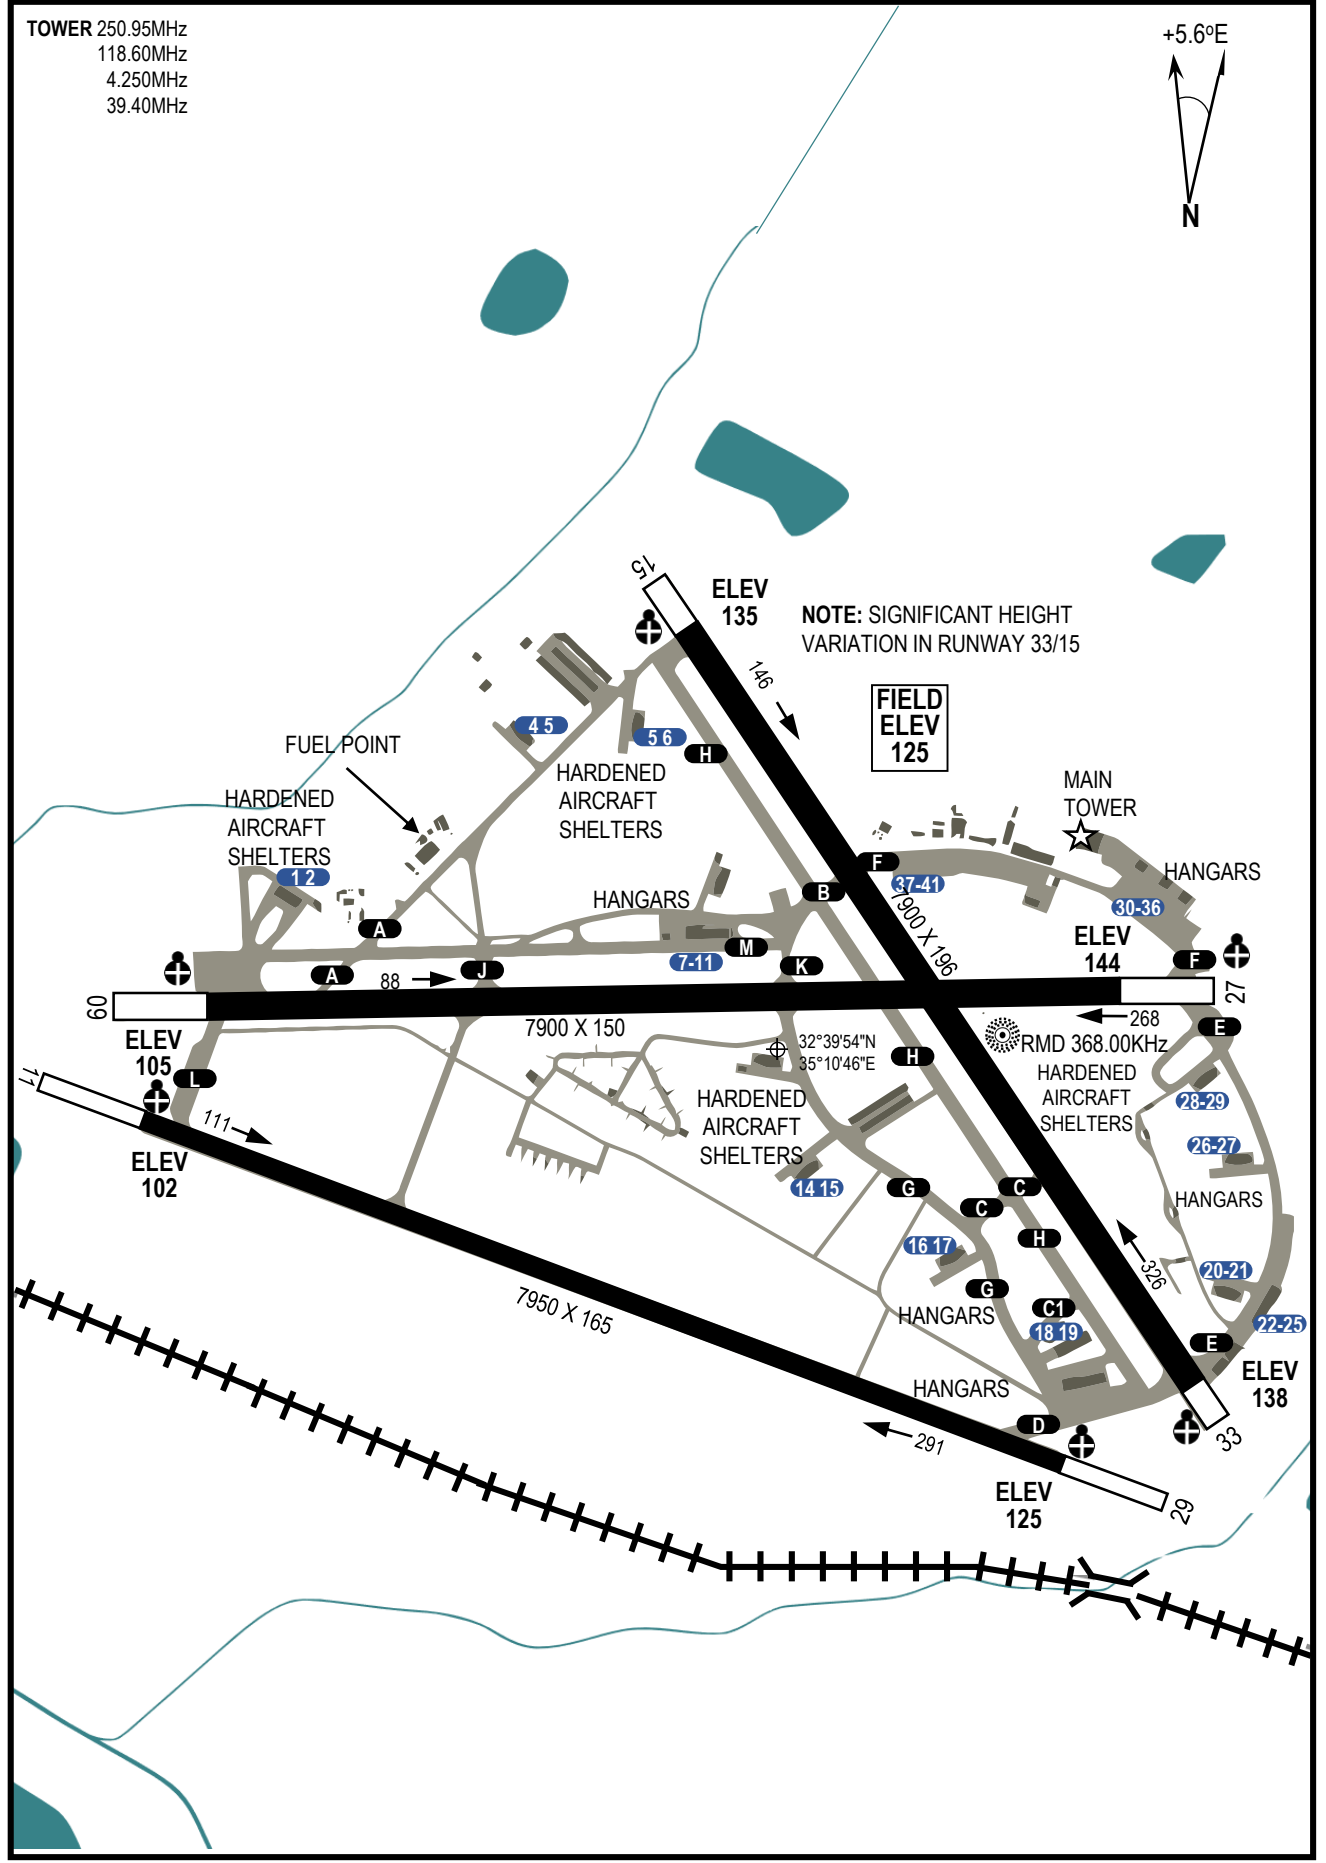 TOWER 250.95MHz
118.60MHz
4.250MHz
39.40MHz
+5.6ºE
N
15
ELEV
135
NOTE: SIGNIFICANT HEIGHT
VARIATION IN RUNWAY 33/15
146
FIELD
ELEV
125
4 5
5 6
H
FUEL POINT
HARDENED
AIRCRAFT
SHELTERS
HARDENED
AIRCRAFT
SHELTERS
1 2
MAIN
TOWER
HANGARS
F
37-41
30-36
B
HANGARS
7900 X 196
A
M
7-11
K
A
88
J
ELEV
144
F
09
27
268
E
7900 X 150
ELEV
105
32°39'54"N
35°10'46"E
H
RMD 368.00KHz
HARDENED
AIRCRAFT
SHELTERS
11
L
111
ELEV
102
HARDENED
AIRCRAFT
SHELTERS
28-29
26-27
14 15
G
C
C
HANGARS
H
16 17
326
20-21
G
C1
18 19
HANGARS
22-25
E
7950 X 165
HANGARS
ELEV
138
D
291
33
ELEV
125
29